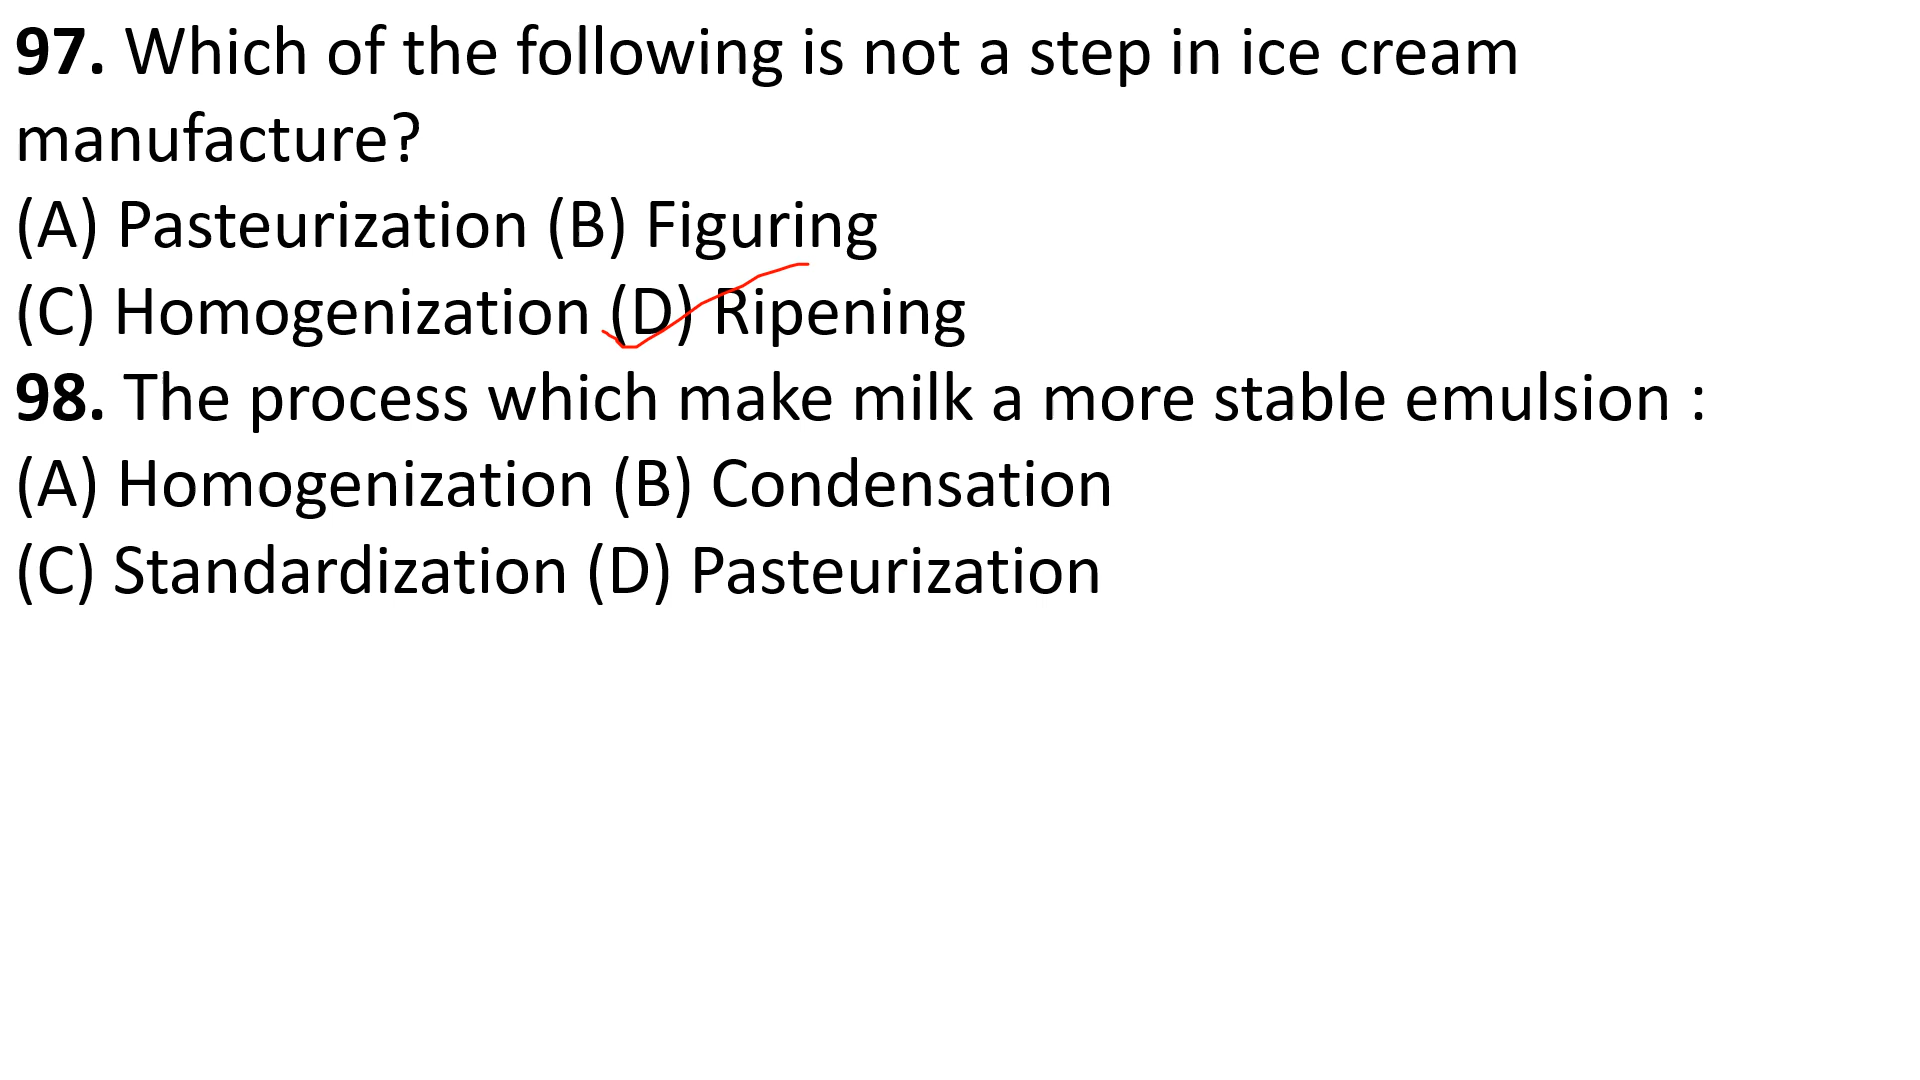 97. Which of the following is not a step in ice cream
manufacture?
(A) Pasteurization (B) Figuring
(C) Homogenization (D) Ripening
98. The process which make milk a more stable emulsion :
(A) Homogenization (B) Condensation
(C) Standardization (D) Pasteurization